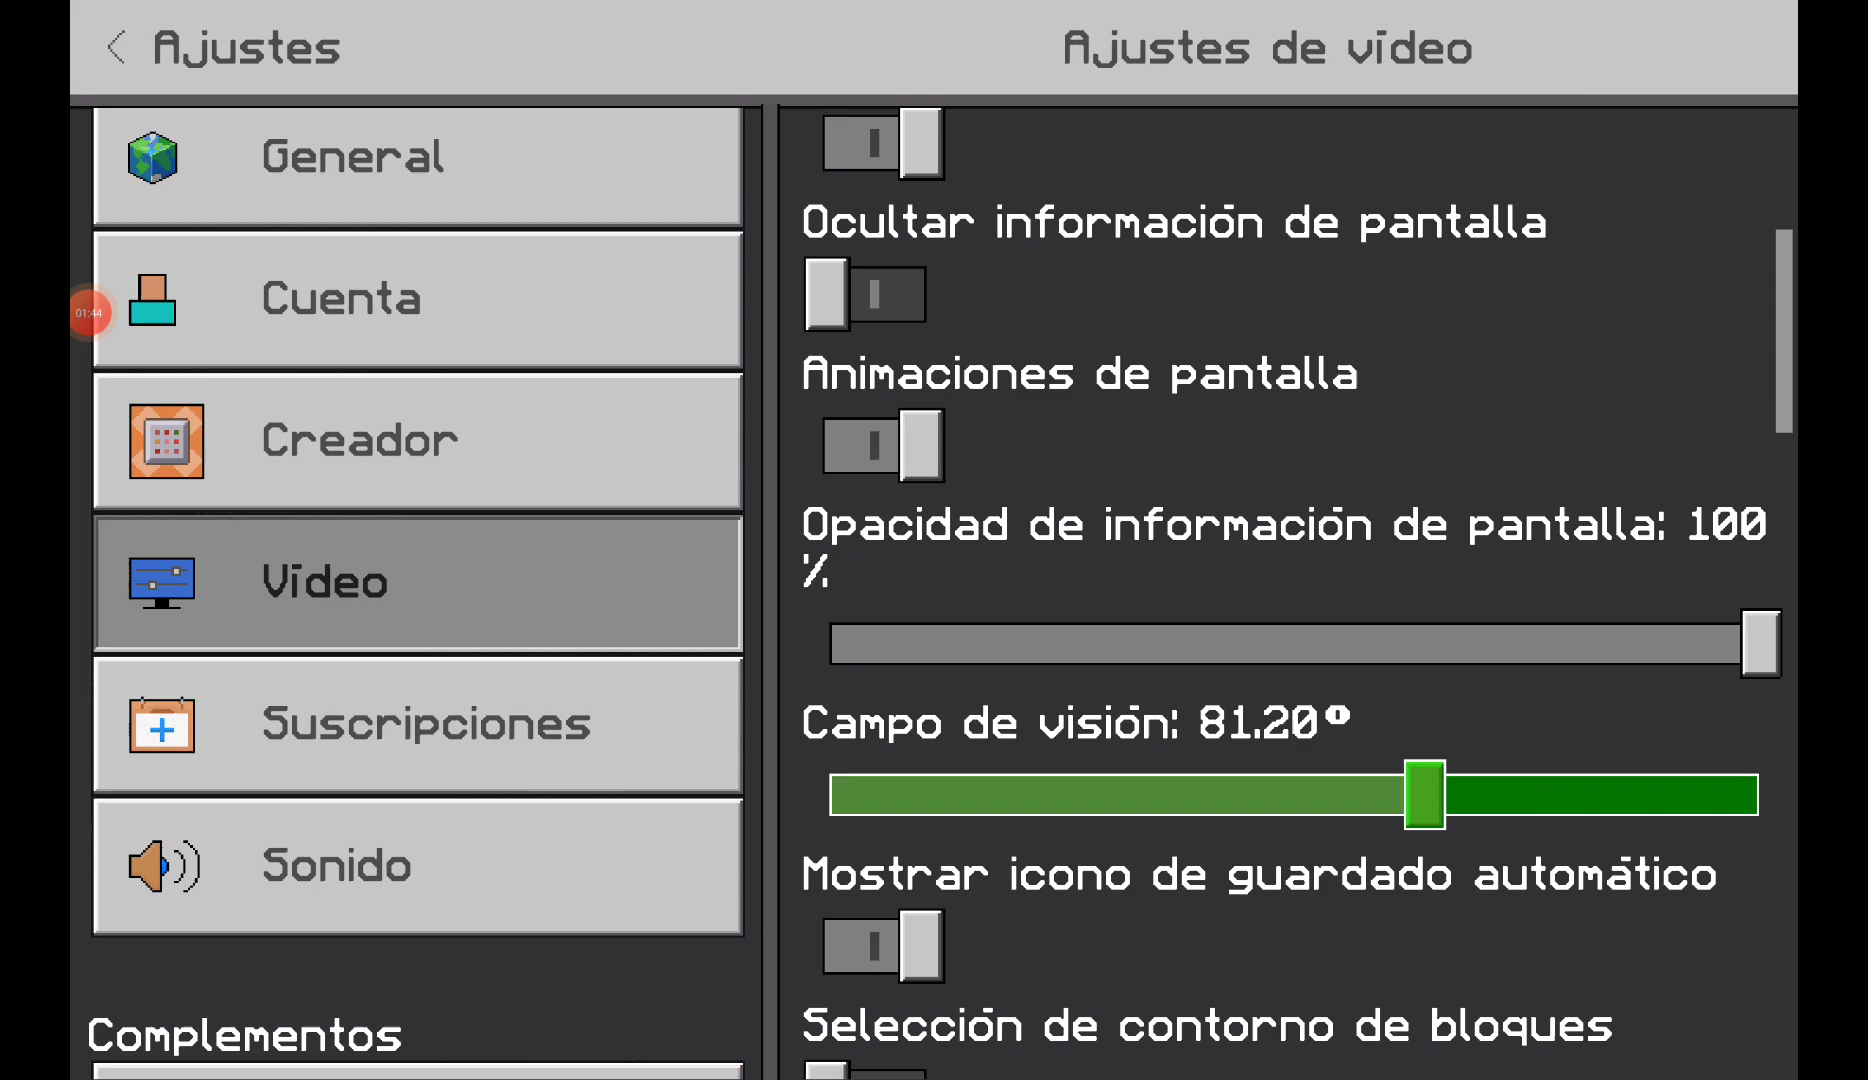 Ajustes
Ajustes de vídeo
General
Cuenta
01:44
Creador
Vídeo
Suscripciones
Sonido
Complementos
Ocultar información de pantalla
Animaciones de pantalla
Opacidad de información de pantalla: 100
%
Campo de visión: 81.20°
Mostrar icono de guardado automático
Selección de contorno de bloques